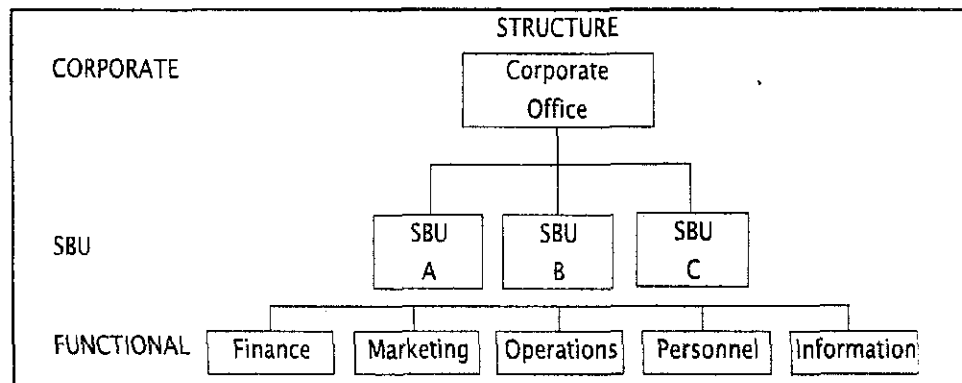 STRUCTURE
CORPORATE
Corporate
Office
SBU
SBU
A
SBU
B
SBU
C
FUNCTIONAL
Finance
Marketing
Operations
Personnel
Information